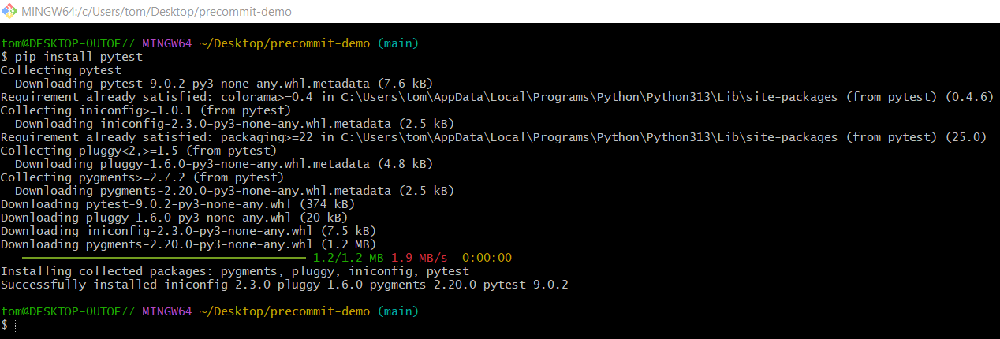 MINGW64:/c/Users/tom/Desktop/precommit-demo
tom@DESKTOP-OUTOE77 MINGW64 ~/Desktop/precommit-demo (main)
$ pip install pytest
Collecting pytest
  Downloading pytest-9.0.2-py3-none-any.whl.metadata (7.6 kB)
Requirement already satisfied: colorama>=0.4 in C:\Users\tom\AppData\Local\Programs\Python\Python313\Lib\site-packages (from pytest) (0.4.6)
Collecting iniconfig>=1.0.1 (from pytest)
  Downloading iniconfig-2.3.0-py3-none-any.whl.metadata (2.5 kB)
Requirement already satisfied: packaging>=22 in C:\Users\tom\AppData\Local\Programs\Python\Python313\Lib\site-packages (from pytest) (25.0)
Collecting pluggy<2,>=1.5 (from pytest)
  Downloading pluggy-1.6.0-py3-none-any.whl.metadata (4.8 kB)
Collecting pygments>=2.7.2 (from pytest)
  Downloading pygments-2.20.0-py3-none-any.whl.metadata (2.5 kB)
Downloading pytest-9.0.2-py3-none-any.whl (374 kB)
Downloading pluggy-1.6.0-py3-none-any.whl (20 kB)
Downloading iniconfig-2.3.0-py3-none-any.whl (7.5 kB)
Downloading pygments-2.20.0-py3-none-any.whl (1.2 MB)
1.2/1.2 MB 1.9 MB/s  0:00:00
Installing collected packages: pygments, pluggy, iniconfig, pytest
Successfully installed iniconfig-2.3.0 pluggy-1.6.0 pygments-2.20.0 pytest-9.0.2
tom@DESKTOP-OUTOE77 MINGW64 ~/Desktop/precommit-demo (main)
$